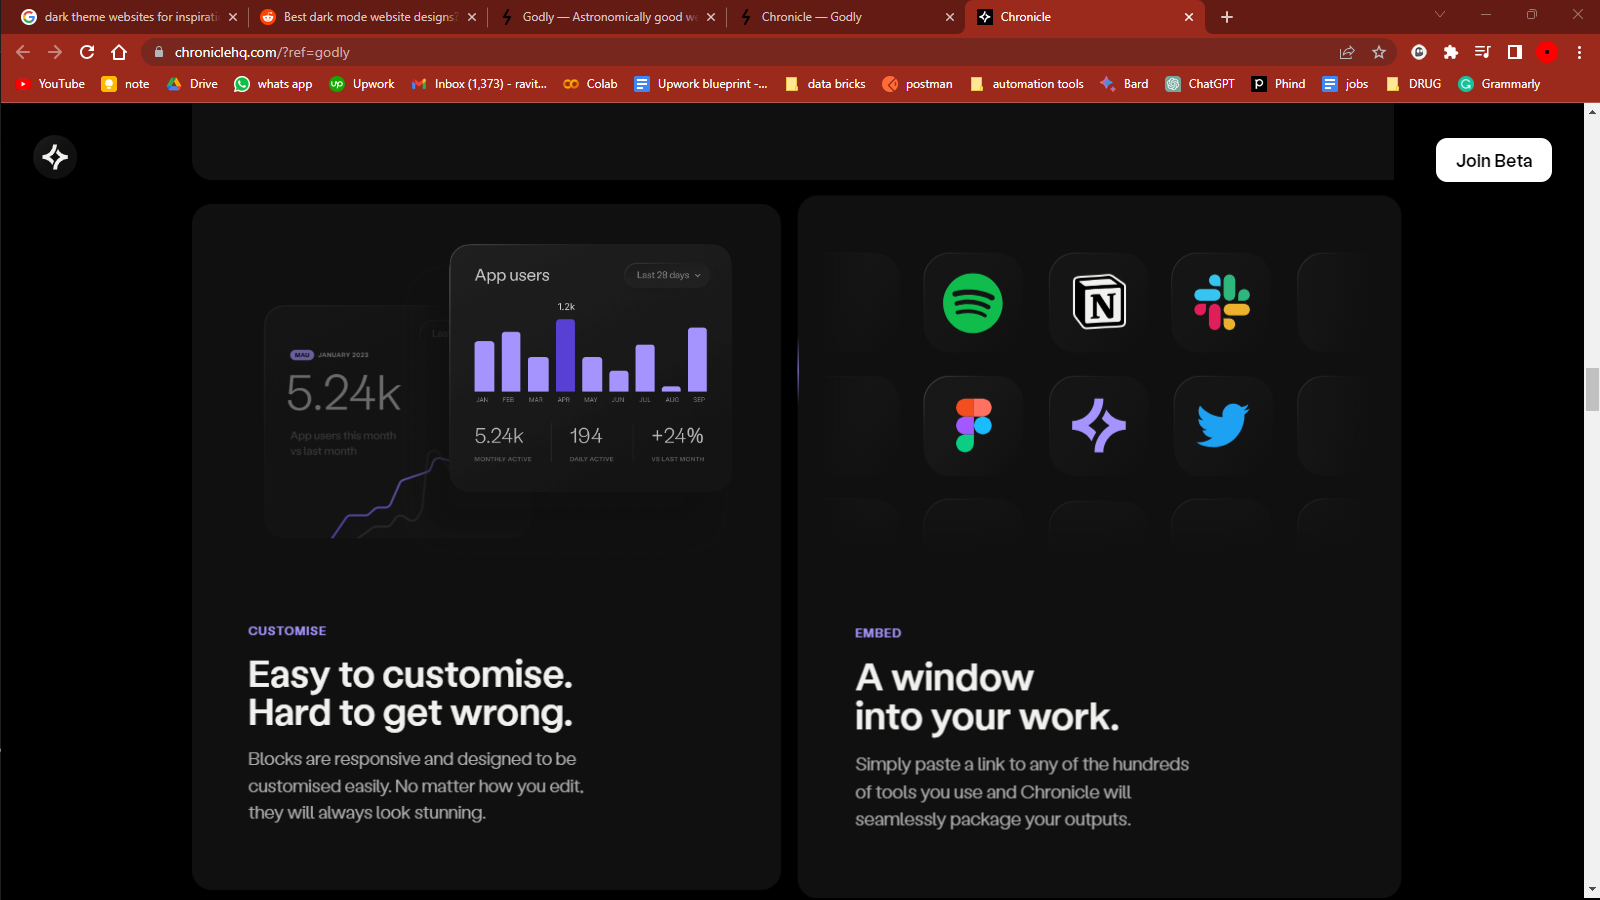 dark theme websites for inspirati
Best dark mode website designs?
Godly — Astronomically good we
Chronicle — Godly
Chronicle
chroniclehq.com/?ref=godly
YouTube
note
Drive
whats app
Upwork
Inbox (1,373) - ravit...
Colab
Upwork blueprint -...
data bricks
postman
automation tools
Bard
ChatGPT
Phind
jobs
DRUG
Grammarly
Join Beta
App users
Last 28 days
1.2k
JAN FEB MAR APR MAY JUN JUL AUG SEP
5.24k
MONTHLY ACTIVE
194
DAILY ACTIVE
+24%
VS LAST MONTH
MAU JANUARY 2022
5.24k
App users this month
vs last month
N
CUSTOMISE
Easy to customise.
Hard to get wrong.
Blocks are responsive and designed to be
customised easily. No matter how you edit,
they will always look stunning.
EMBED
A window
into your work.
Simply paste a link to any of the hundreds
of tools you use and Chronicle will
seamlessly package your outputs.